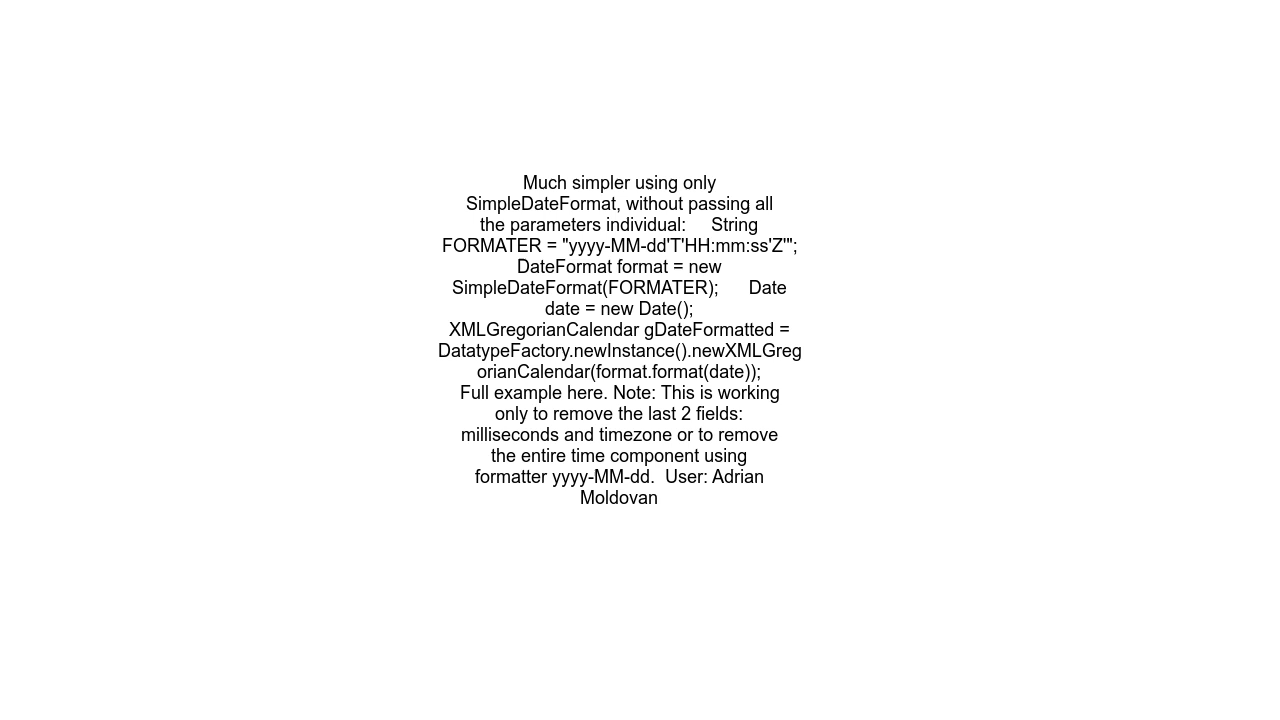 Much simpler using only
SimpleDateFormat, without passing all
the parameters individual:     String
FORMATER = "yyyy-MM-dd'T'HH:mm:ss'Z'";
DateFormat format = new
SimpleDateFormat(FORMATER);      Date
date = new Date();
XMLGregorianCalendar gDateFormatted =
DatatypeFactory.newInstance().newXMLGreg
orianCalendar(format.format(date));
Full example here. Note: This is working
only to remove the last 2 fields:
milliseconds and timezone or to remove
the entire time component using
formatter yyyy-MM-dd.  User: Adrian
Moldovan